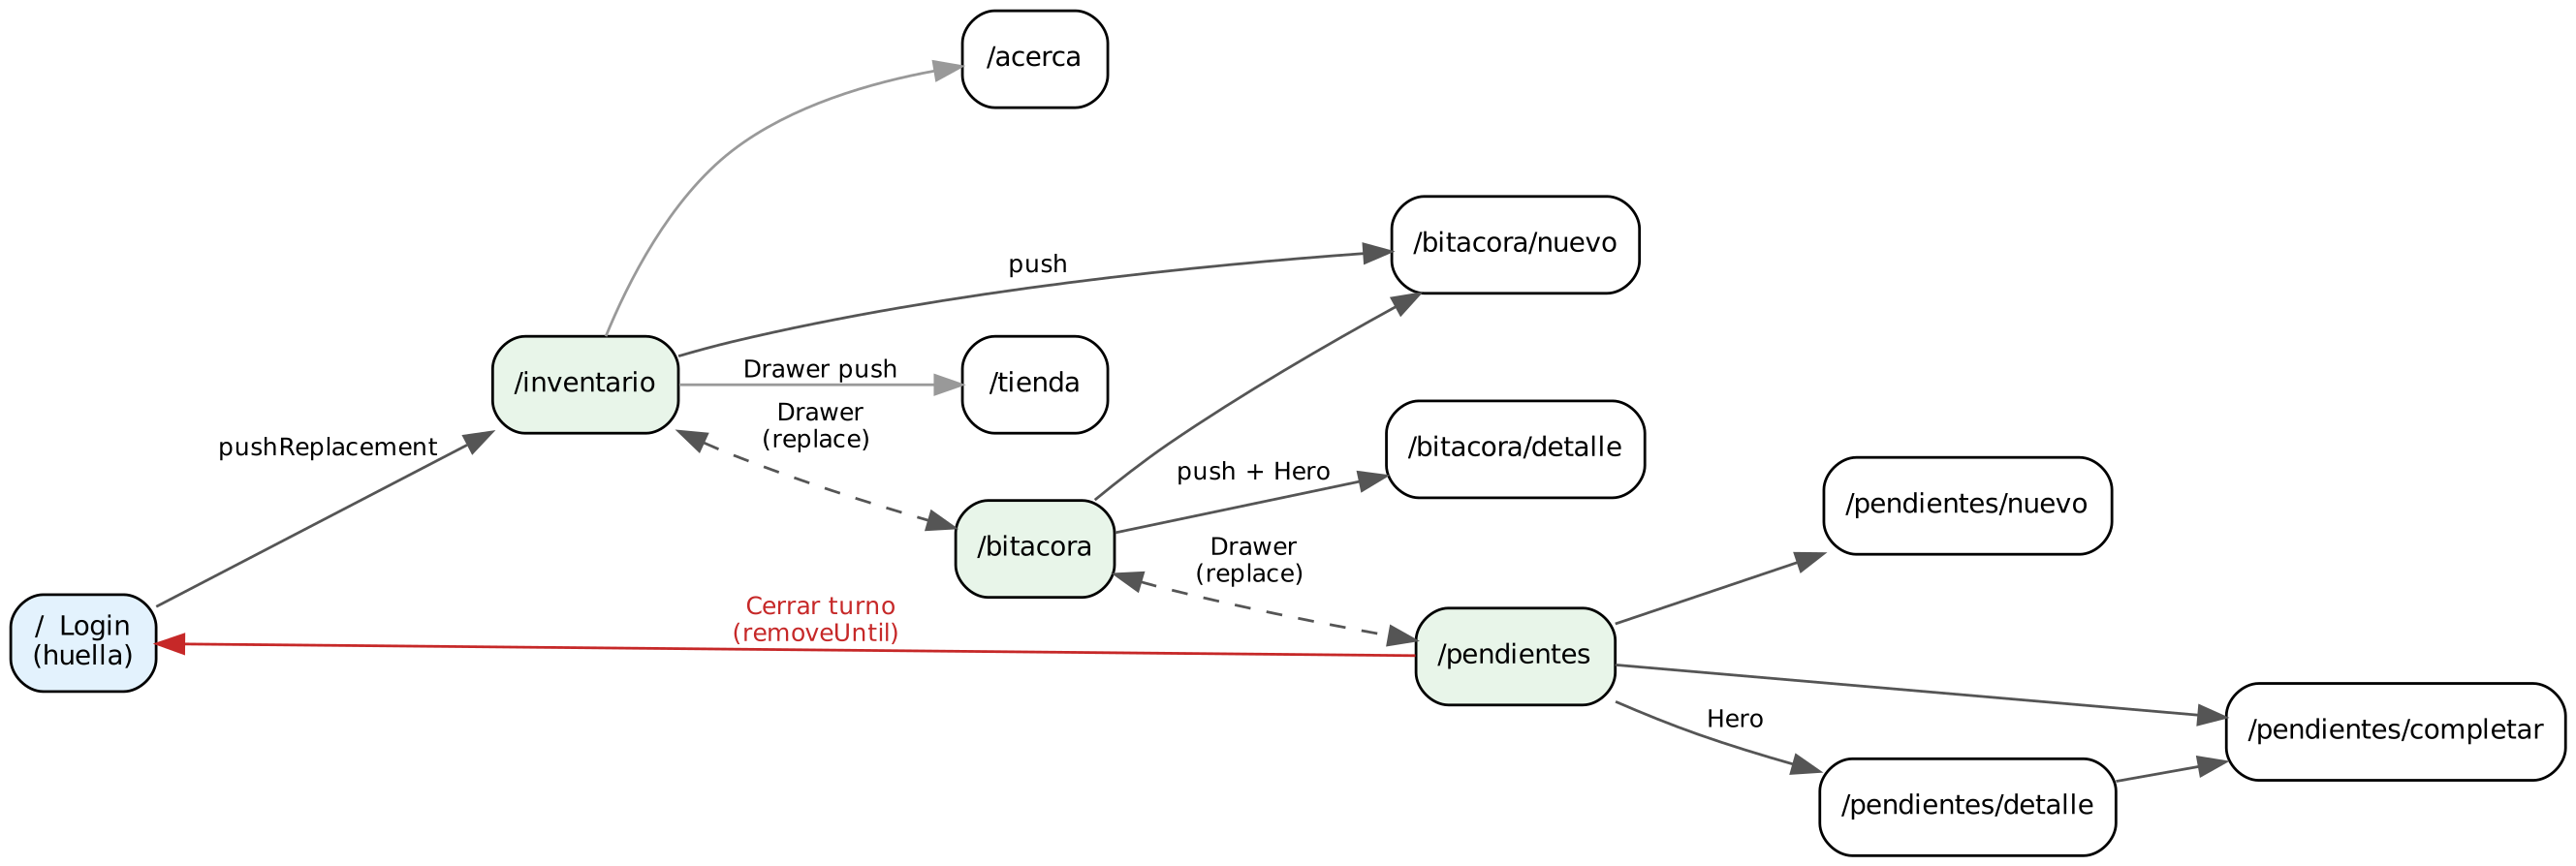 /acerca
/bitacora/nuevo
push
/inventario
Drawer push
/tienda
Drawer
(replace)
pushReplacement
/bitacora/detalle
push + Hero
/bitacora
Drawer
(replace)
/pendientes/nuevo
Cerrar turno
(removeUntil)
/  Login
(huella)
/pendientes
Hero
/pendientes/completar
/pendientes/detalle